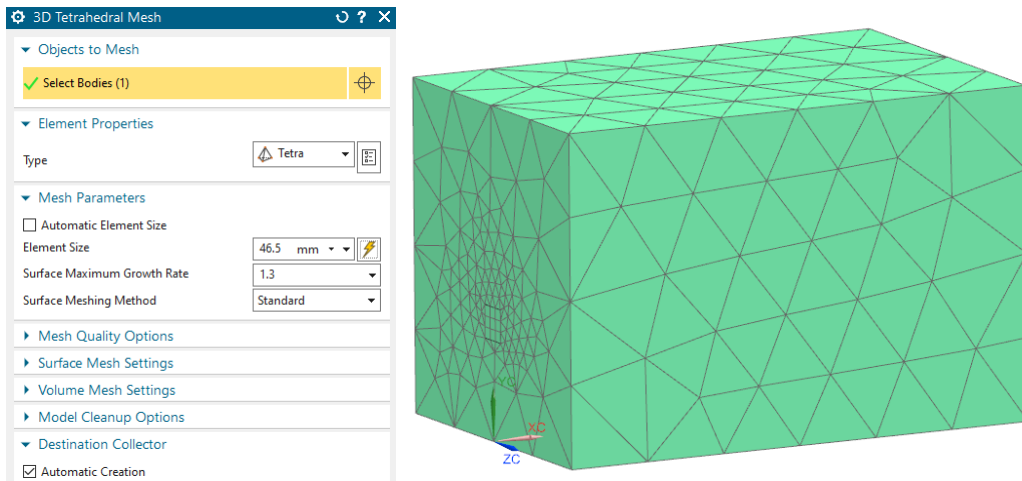 3D Tetrahedral Mesh
Objects to Mesh
Select Bodies (1)
Element Properties
Type Tetra
Mesh Parameters
Automatic Element Size
Element Size 46.5 mm
Surface Maximum Growth Rate 1.3
Surface Meshing Method Standard
Mesh Quality Options
Surface Mesh Settings
Volume Mesh Settings
Model Cleanup Options
Destination Collector
Automatic Creation
YC
XC
ZC